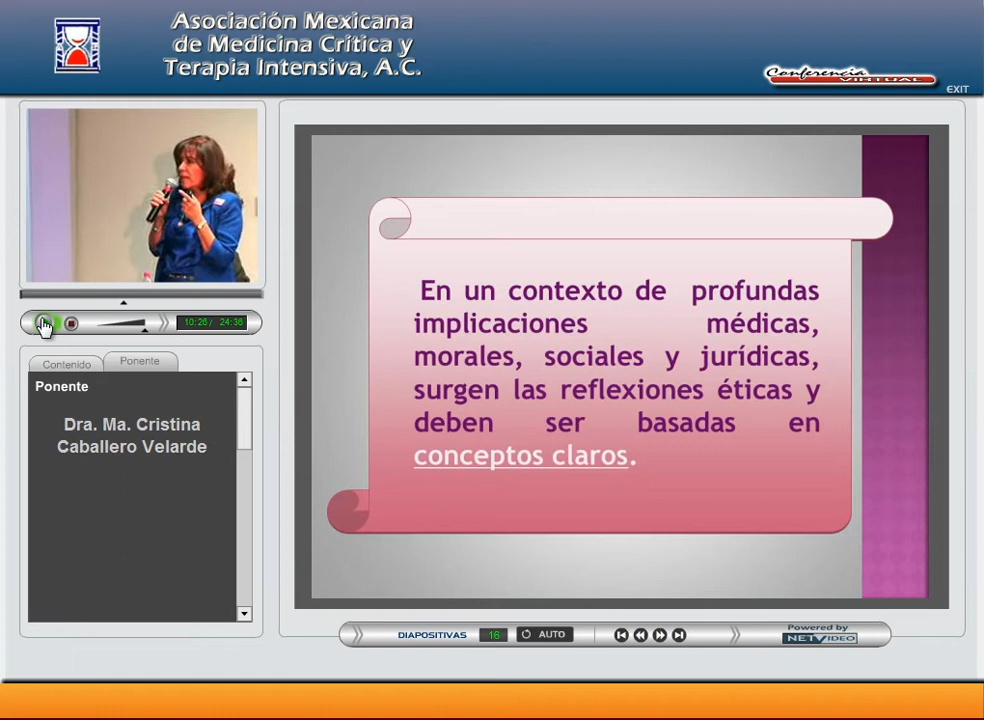 Asociación Mexicana
de Medicina Crítica y
Terapia Intensiva, A.C.
Conferencia
VIRTUAL
EXIT
10:26/ 24:36
Contenido
Ponente
Ponente
Dra. Ma. Cristina
Caballero Velarde
En un contexto de profundas
implicaciones médicas,
morales, sociales y jurídicas,
surgen las reflexiones éticas y
deben ser basadas en
conceptos claros.
DIAPOSITIVAS
16
AUTO
Powered by
NETVIDEO